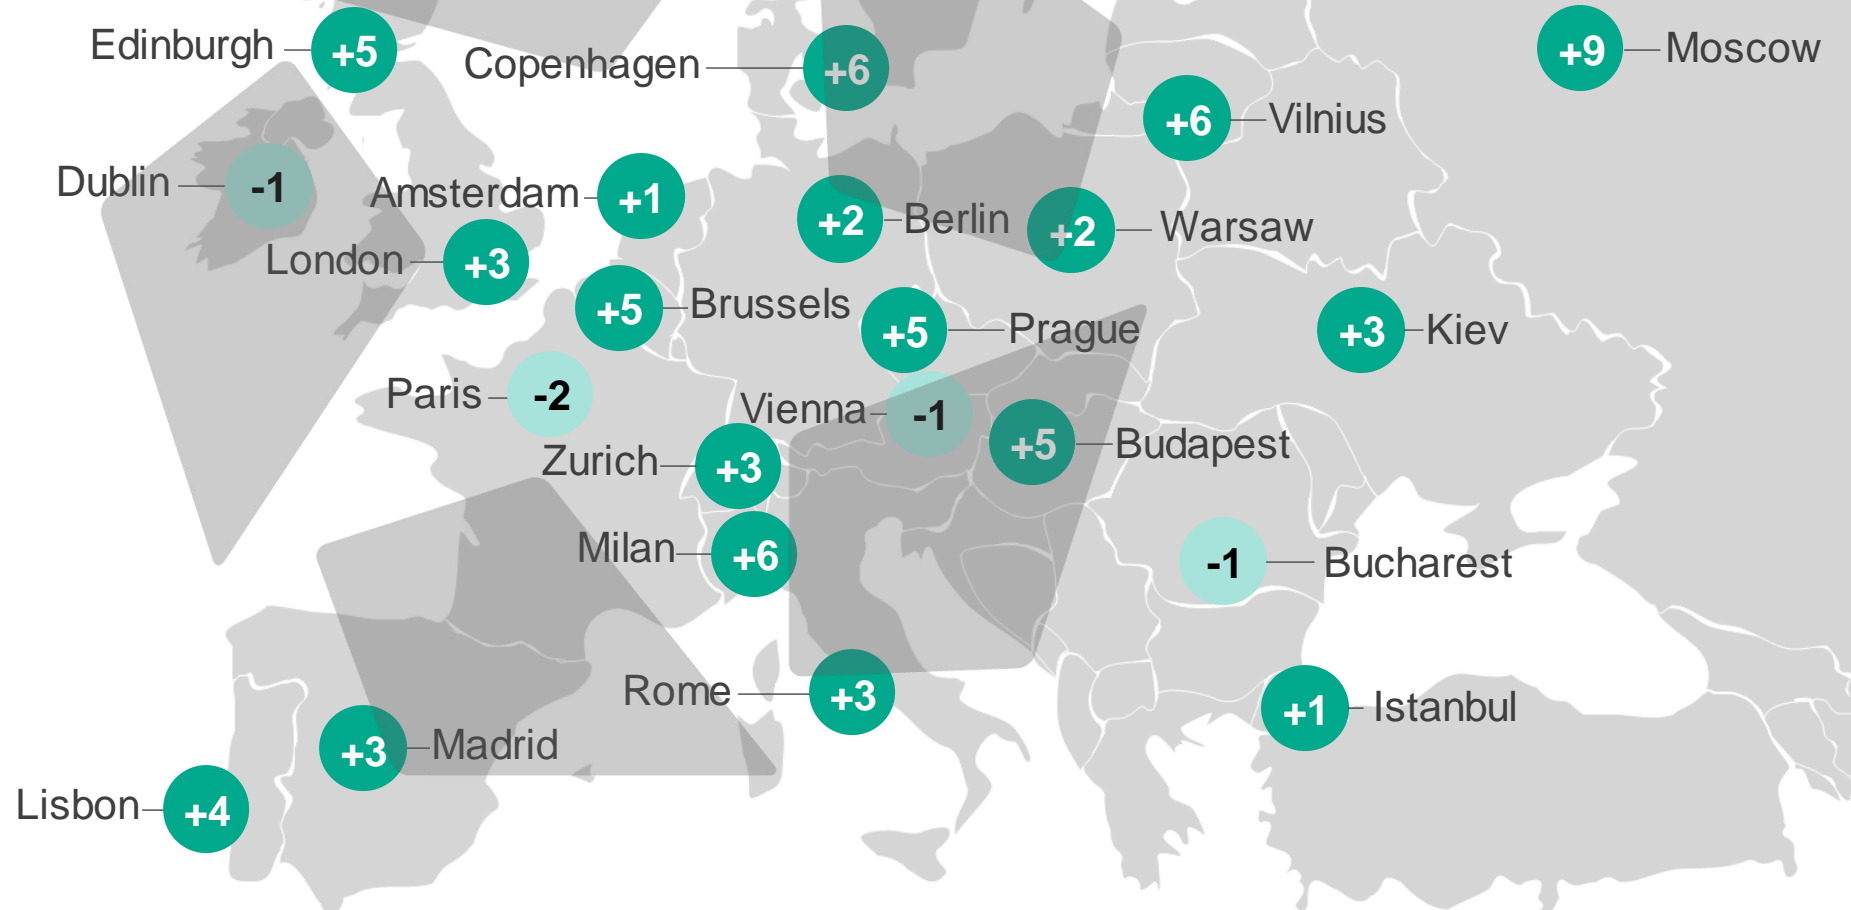 Edinburgh +5
Copenhagen +6
+9 Moscow
+6 Vilnius
Dublin -1
Amsterdam +1
+2 Berlin
+2 Warsaw
London +3
+5 Brussels
+5 Prague
+3 Kiev
Paris -2
Vienna -1
+5 Budapest
Zurich +3
Milan +6
-1 Bucharest
Rome +3
+1 Istanbul
+3 Madrid
Lisbon +4